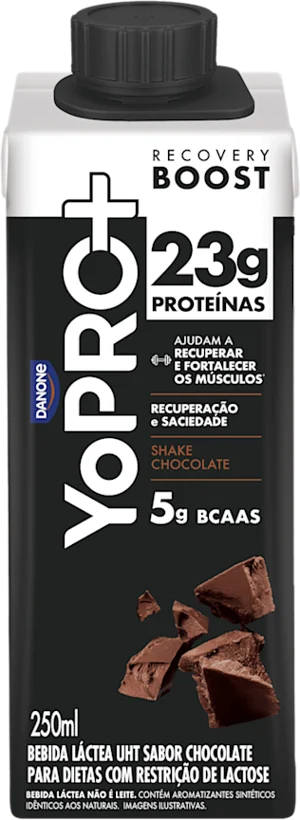 RECOVERY
BOOST
23g
PROTEÍNAS
AJUDAM A
RECUPERAR
E FORTALECER
OS MÚSCULOS*
RECUPERAÇÃO
e SACIEDADE
SHAKE
CHOCOLATE
5g BCAAS
YoPRO+
DANONE
250ml
BEBIDA LÁCTEA UHT SABOR CHOCOLATE
PARA DIETAS COM RESTRIÇÃO DE LACTOSE
BEBIDA LÁCTEA NÃO É LEITE. CONTÉM AROMATIZANTES SINTÉTICOS
IDÊNTICOS AOS NATURAIS. IMAGENS ILUSTRATIVAS.